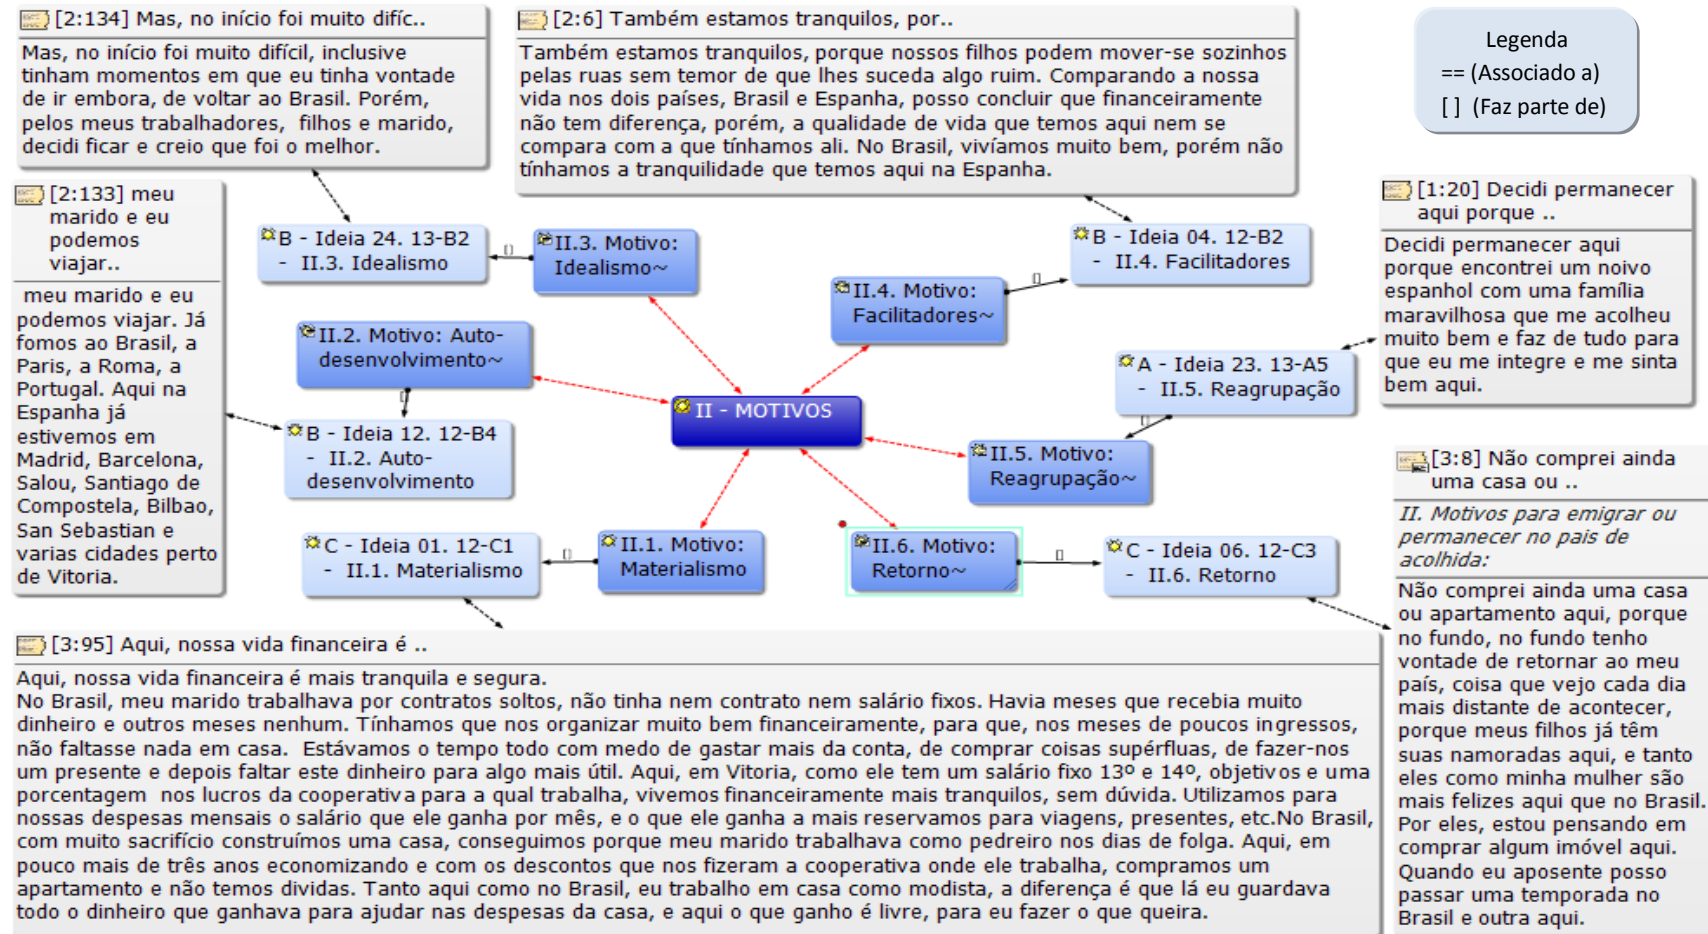 [2:134] Mas, no início foi muito difíc..
Mas, no início foi muito difícil, inclusive
tinham momentos em que eu tinha vontade
de ir embora, de voltar ao Brasil. Porém,
pelos meus trabalhadores,  filhos e marido,
decidi ficar e creio que foi o melhor.
[2:6] Também estamos tranquilos, por..
Também estamos tranquilos, porque nossos filhos podem mover-se sozinhos
pelas ruas sem temor de que lhes suceda algo ruim. Comparando a nossa
vida nos dois países, Brasil e Espanha, posso concluir que financeiramente
não tem diferença, porém, a qualidade de vida que temos aqui nem se
compara com a que tínhamos ali. No Brasil, vivíamos muito bem, porém não
tínhamos a tranquilidade que temos aqui na Espanha.
Legenda
== (Associado a)
[ ]  (Faz parte de)
[2:133] meu
marido e eu
podemos
viajar..
meu marido e eu
podemos viajar. Já
fomos ao Brasil, a
Paris, a Roma, a
Portugal. Aqui na
Espanha já
estivemos em
Madrid, Barcelona,
Salou, Santiago de
Compostela, Bilbao,
San Sebastian e
varias cidades perto
de Vitoria.
B - Ideia 24. 13-B2
- II.3. Idealismo
[]
II.3. Motivo:
Idealismo~
II.4. Motivo:
Facilitadores~
[]
B - Ideia 04. 12-B2
- II.4. Facilitadores
[1:20] Decidi permanecer
aqui porque ..
Decidi permanecer aqui
porque encontrei um noivo
espanhol com uma família
maravilhosa que me acolheu
muito bem e faz de tudo para
que eu me integre e me sinta
bem aqui.
II.2. Motivo: Auto-
desenvolvimento~
[]
B - Ideia 12. 12-B4
- II.2. Auto-
desenvolvimento
II - MOTIVOS
A - Ideia 23. 13-A5
- II.5. Reagrupação
[]
II.5. Motivo:
Reagrupação~
C - Ideia 01. 12-C1
- II.1. Materialismo
[]
II.1. Motivo:
Materialismo
II.6. Motivo:
Retorno~
[]
C - Ideia 06. 12-C3
- II.6. Retorno
[3:8] Não comprei ainda
uma casa ou ..
II. Motivos para emigrar ou
permanecer no pais de
acolhida:
Não comprei ainda uma casa
ou apartamento aqui, porque
no fundo, no fundo tenho
vontade de retornar ao meu
país, coisa que vejo cada dia
mais distante de acontecer,
porque meus filhos já têm
suas namoradas aqui, e tanto
eles como minha mulher são
mais felizes aqui que no Brasil.
Por eles, estou pensando em
comprar algum imóvel aqui.
Quando eu aposente posso
passar uma temporada no
Brasil e outra aqui.
[3:95] Aqui, nossa vida financeira é ..
Aqui, nossa vida financeira é mais tranquila e segura.
No Brasil, meu marido trabalhava por contratos soltos, não tinha nem contrato nem salário fixos. Havia meses que recebia muito
dinheiro e outros meses nenhum. Tínhamos que nos organizar muito bem financeiramente, para que, nos meses de poucos ingressos,
não faltasse nada em casa.  Estávamos o tempo todo com medo de gastar mais da conta, de comprar coisas supérfluas, de fazer-nos
um presente e depois faltar este dinheiro para algo mais útil. Aqui, em Vitoria, como ele tem um salário fixo 13º e 14º, objetivos e uma
porcentagem  nos lucros da cooperativa para a qual trabalha, vivemos financeiramente mais tranquilos, sem dúvida. Utilizamos para
nossas despesas mensais o salário que ele ganha por mês, e o que ele ganha a mais reservamos para viagens, presentes, etc.No Brasil,
com muito sacrifício construímos uma casa, conseguimos porque meu marido trabalhava como pedreiro nos dias de folga. Aqui, em
pouco mais de três anos economizando e com os descontos que nos fizeram a cooperativa onde ele trabalha, compramos um
apartamento e não temos dividas. Tanto aqui como no Brasil, eu trabalho em casa como modista, a diferença é que lá eu guardava
todo o dinheiro que ganhava para ajudar nas despesas da casa, e aqui o que ganho é livre, para eu fazer o que queira.